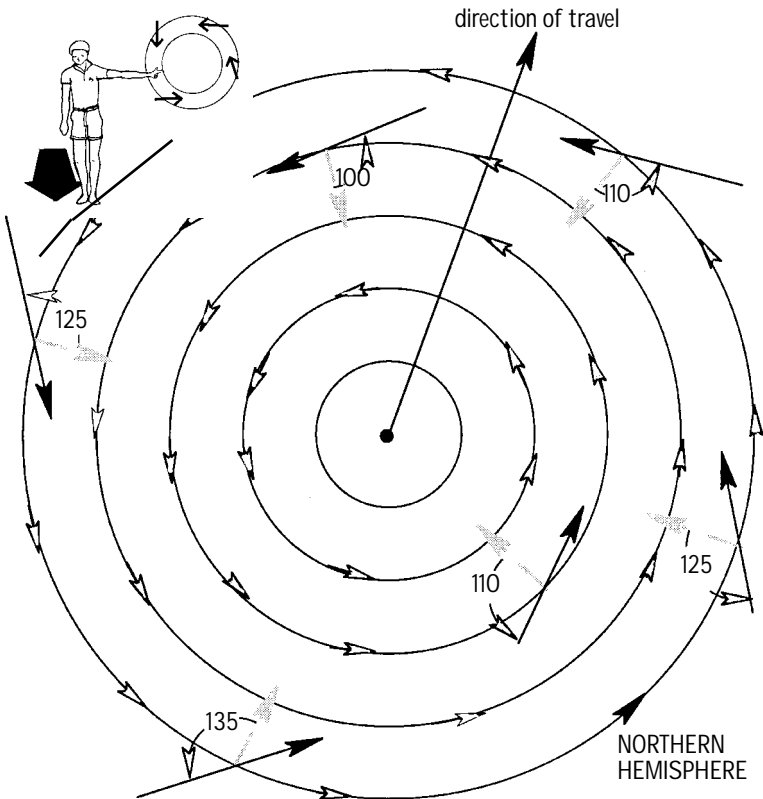 direction of travel
100
110
125
110
125
135
NORTHERN
HEMISPHERE